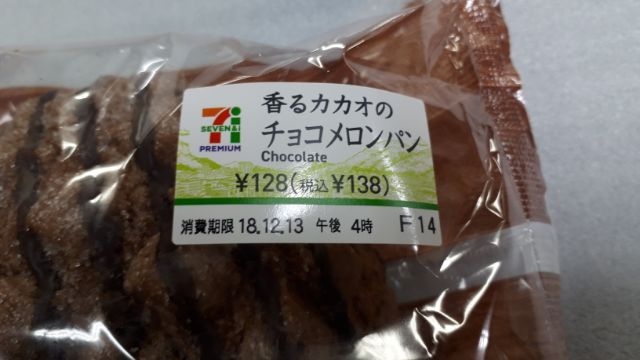 香るカカオの
チョコメロンパン
Chocolate
7i
SEVEN&i
PREMIUM
¥128(税込¥138)
消費期限 18.12.13 午後 4時 F14